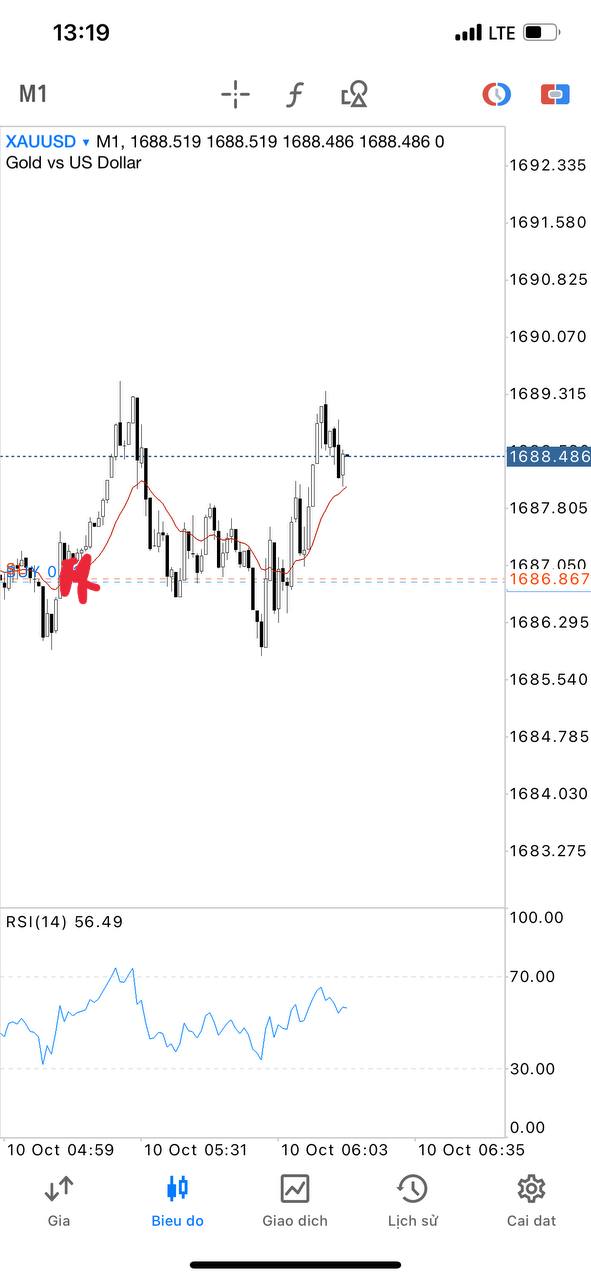 13:19
LTE
M1
XAUUSD M1, 1688.519 1688.519 1688.486 1688.486 0
Gold vs US Dollar
1692.335
1691.580
1690.825
1690.070
1689.315
1688.486
1687.805
1687.050
BUY 0
1686.867
1686.295
1685.540
1684.785
1684.030
1683.275
RSI(14) 56.49
100.00
70.00
30.00
0.00
10 Oct 04:59 10 Oct 05:31 10 Oct 06:03 10 Oct 06:35
Gia Bieu do Giao dich Lịch sử Cai dat